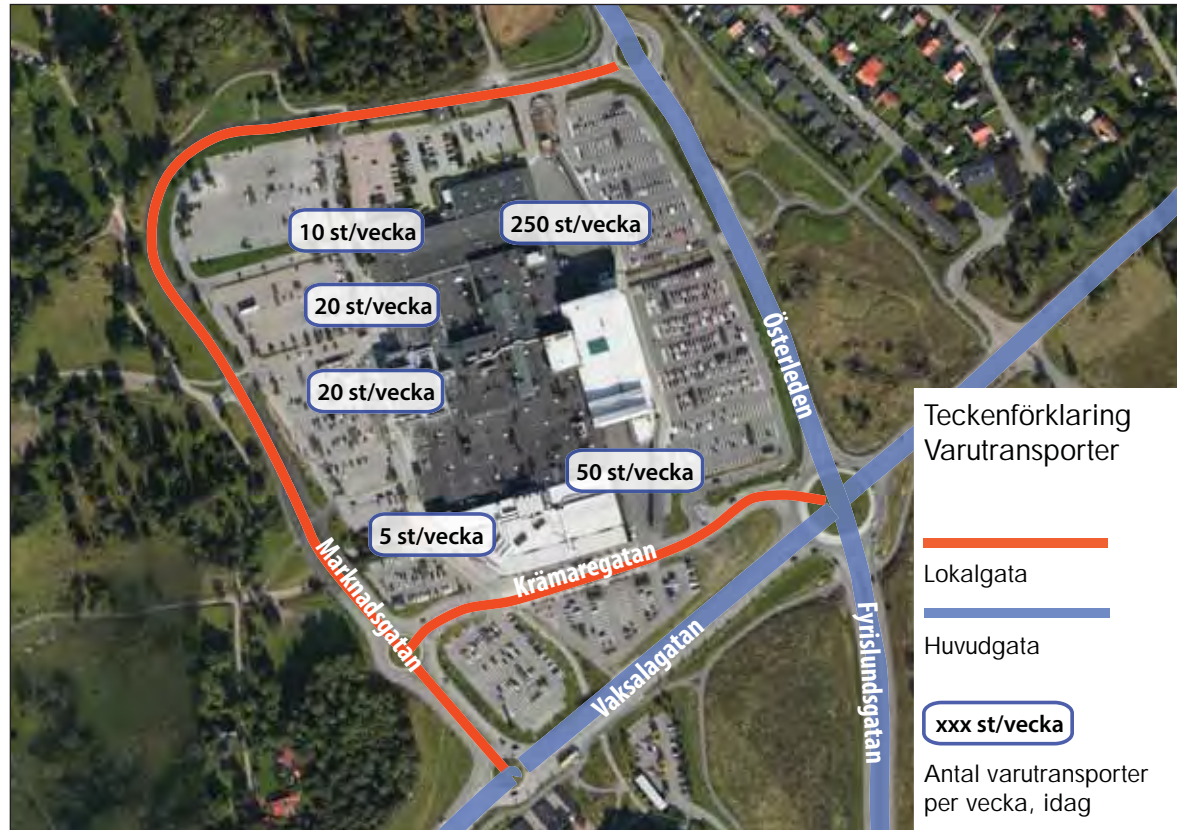 10 st/vecka
250 st/vecka
20 st/vecka
20 st/vecka
50 st/vecka
5 st/vecka
Österleden
Marknadsgatan
Krämaregatan
Vaksalagatan
Fyrislundsgatan
Teckenförklaring
Varutransporter
Lokalgata
Huvudgata
xxx st/vecka
Antal varutransporter
per vecka, idag